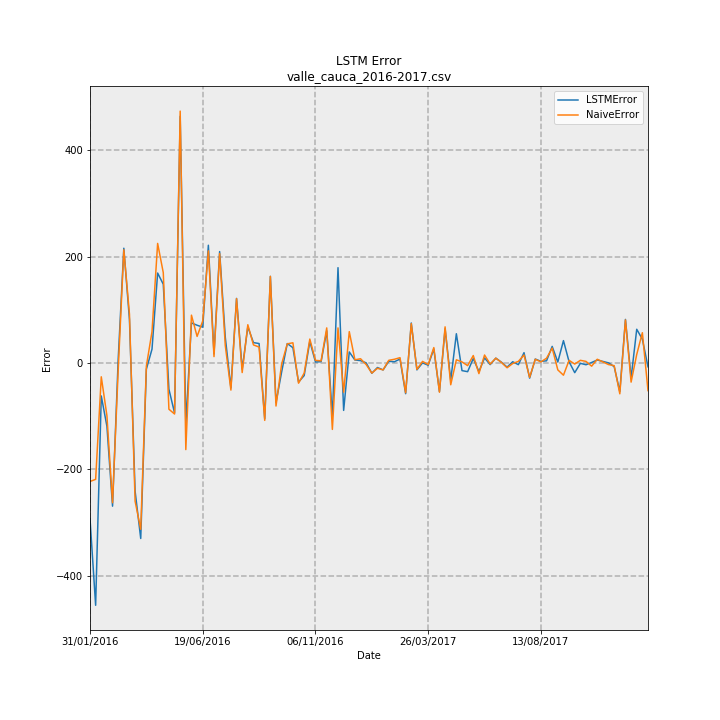 LSTM Error
valle_cauca_2016-2017.csv
LSTMError
NaiveError
400
200
0
−200
−400
Error
31/01/2016
19/06/2016
06/11/2016
26/03/2017
13/08/2017
Date